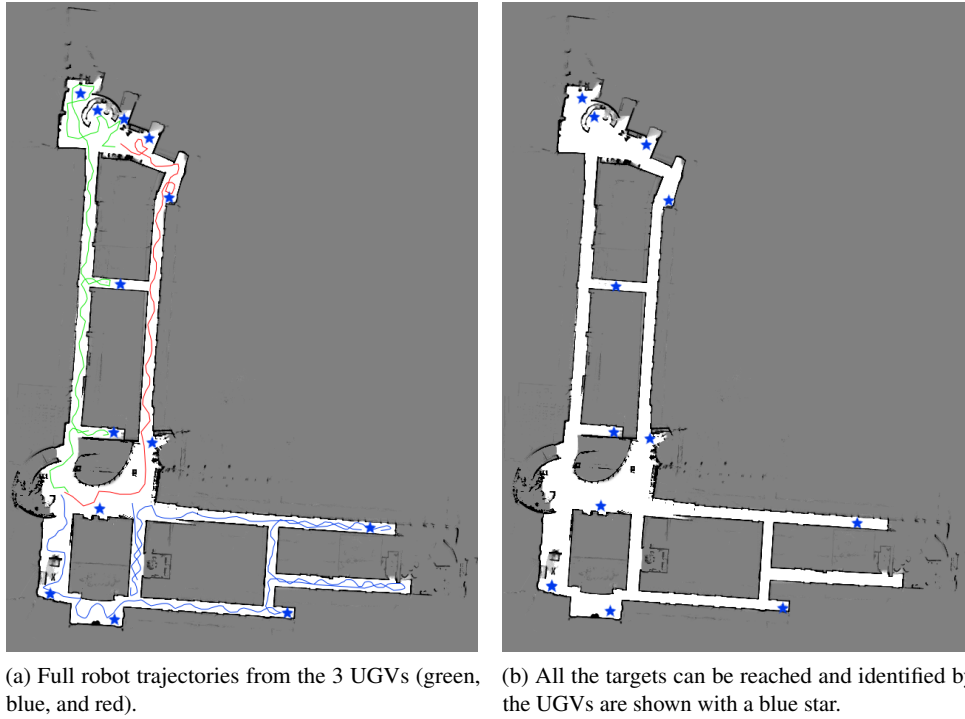 (a) Full robot trajectories from the 3 UGVs (green,
blue, and red).
(b) All the targets can be reached and identified by
the UGVs are shown with a blue star.